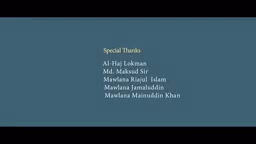 Special Thanks
Al-Haj Lokman
Md. Maksud Sir
Mawlana Riajul Islam
Mawlana Jamaluddin
Mawlana Mainuddin Khan